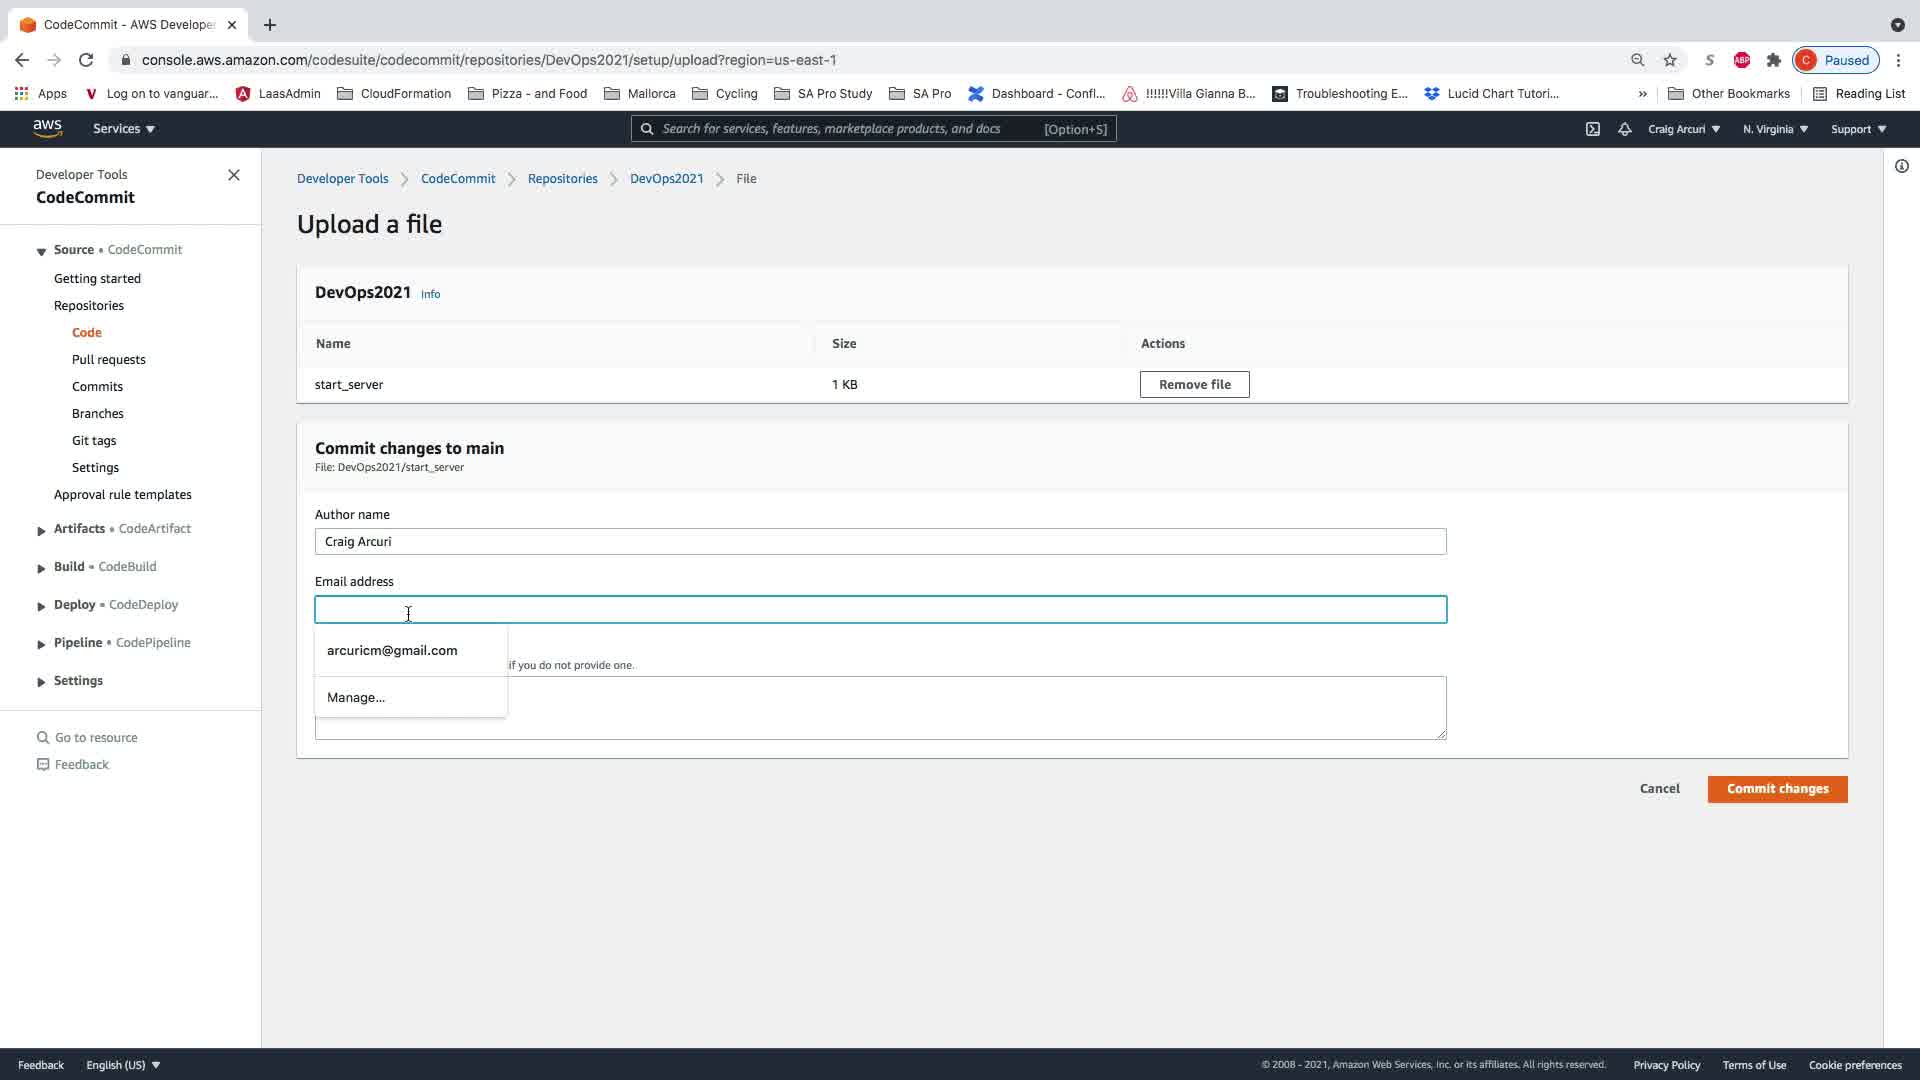 CodeCommit - AWS Developer
console.aws.amazon.com/codesuite/codecommit/repositories/DevOps2021/setup/upload?region=us-east-1
S ABP C Paused
Apps V Log on to vanguar... LaasAdmin CloudFormation Pizza - and Food Mallorca Cycling SA Pro Study SA Pro Dashboard - Confl... !!!!!!Villa Gianna B... Troubleshooting E... Lucid Chart Tutori... » Other Bookmarks Reading List
aws Services Search for services, features, marketplace products, and docs [Option+S] Craig Arcuri N. Virginia Support
Developer Tools
CodeCommit
Source • CodeCommit
Getting started
Repositories
Code
Pull requests
Commits
Branches
Git tags
Settings
Approval rule templates
Artifacts • CodeArtifact
Build • CodeBuild
Deploy • CodeDeploy
Pipeline • CodePipeline
Settings
Go to resource
Feedback
Developer Tools CodeCommit Repositories DevOps2021 File
Upload a file
DevOps2021 Info
Name Size Actions
start_server 1 KB Remove file
Commit changes to main
File: DevOps2021/start_server
Author name
Craig Arcuri
Email address
arcuricm@gmail.com
if you do not provide one.
Manage...
Cancel Commit changes
Feedback English (US) © 2008 - 2021, Amazon Web Services, Inc. or its affiliates. All rights reserved. Privacy Policy Terms of Use Cookie preferences